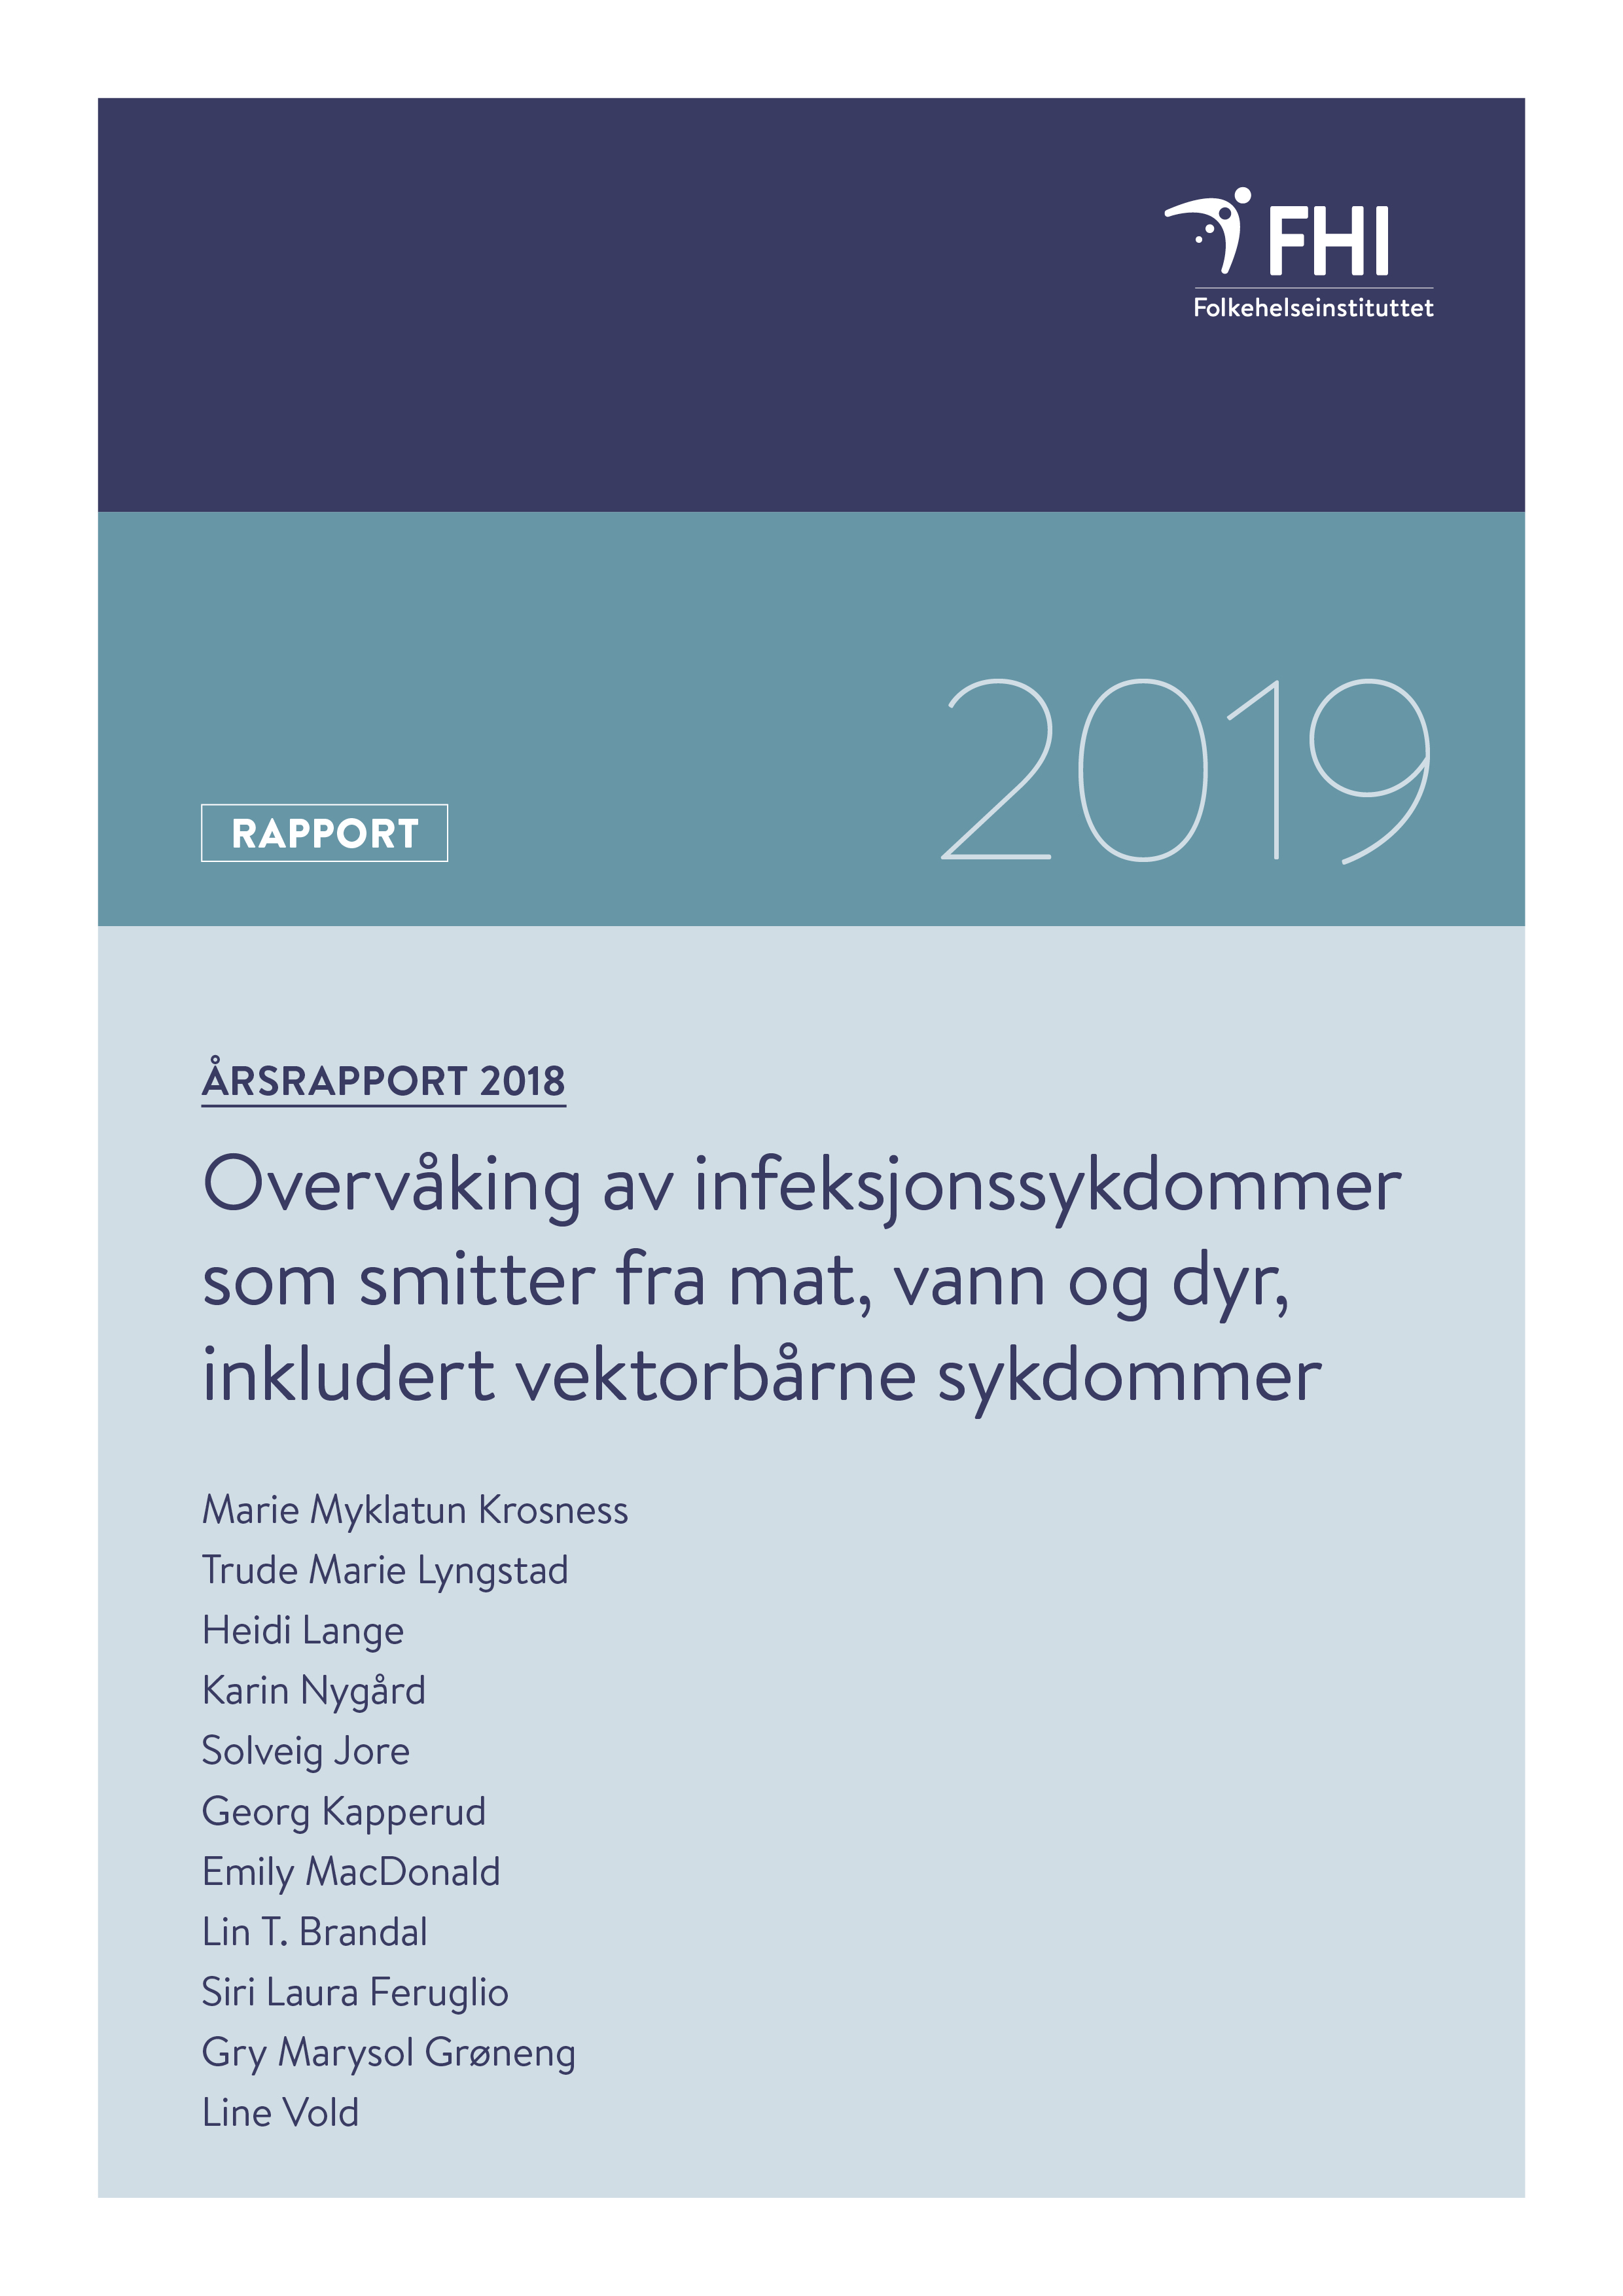 FHI
Folkehelseinstituttet
2019
RAPPORT
ÅRSRAPPORT 2018
Overvåking av infeksjonssykdommer
som smitter fra mat, vann og dyr,
inkludert vektorbårne sykdommer
Marie Myklatun Krosness
Trude Marie Lyngstad
Heidi Lange
Karin Nygård
Solveig Jore
Georg Kapperud
Emily MacDonald
Lin T. Brandal
Siri Laura Feruglio
Gry Marysol Grøneng
Line Vold